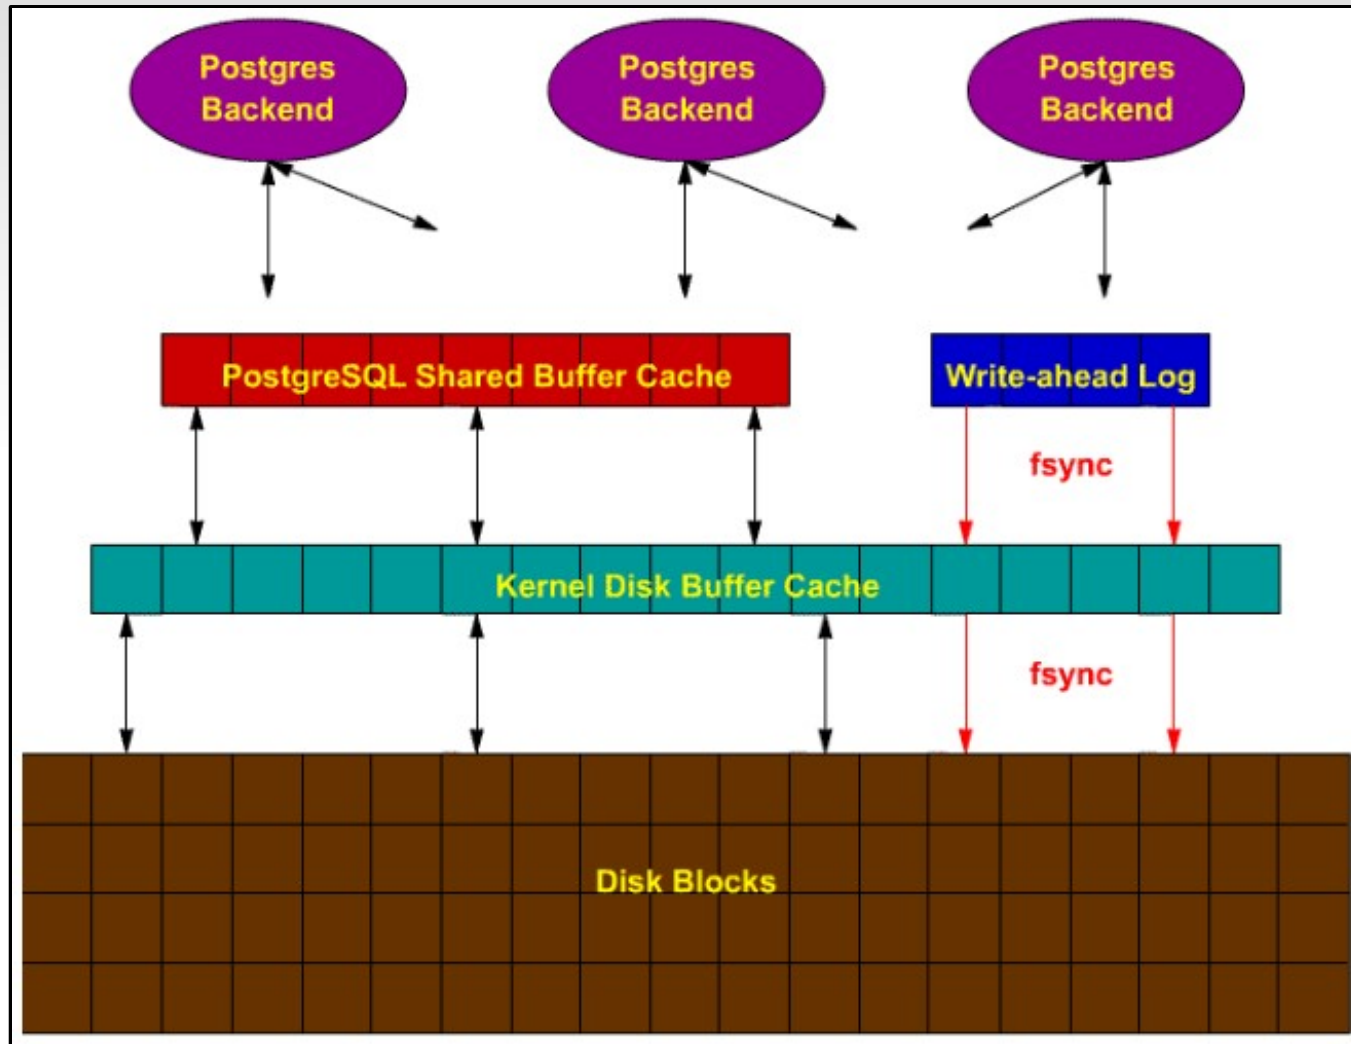 Postgres
Backend
Postgres
Backend
Postgres
Backend
PostgreSQL Shared Buffer Cache
Write-ahead Log
fsync
Kernel Disk Buffer Cache
fsync
Disk Blocks